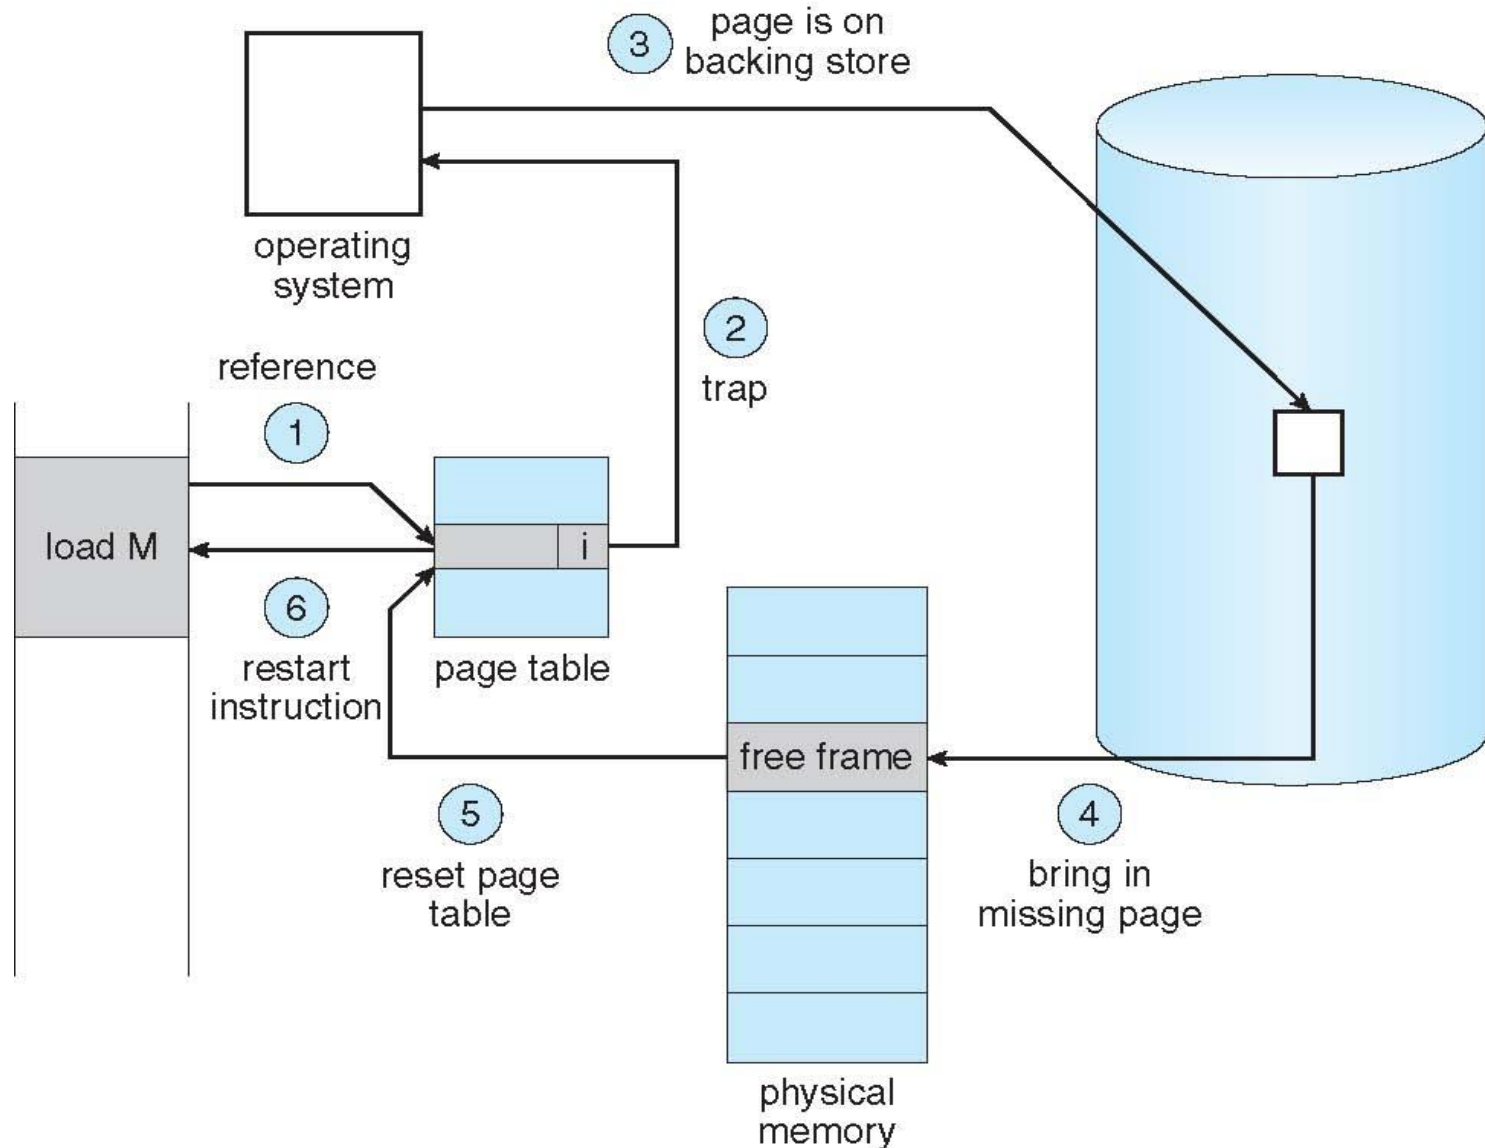 3
page is on
backing store
operating
system
2
trap
reference
1
load M
i
6
restart
instruction
page table
free frame
5
reset page
table
4
bring in
missing page
physical
memory